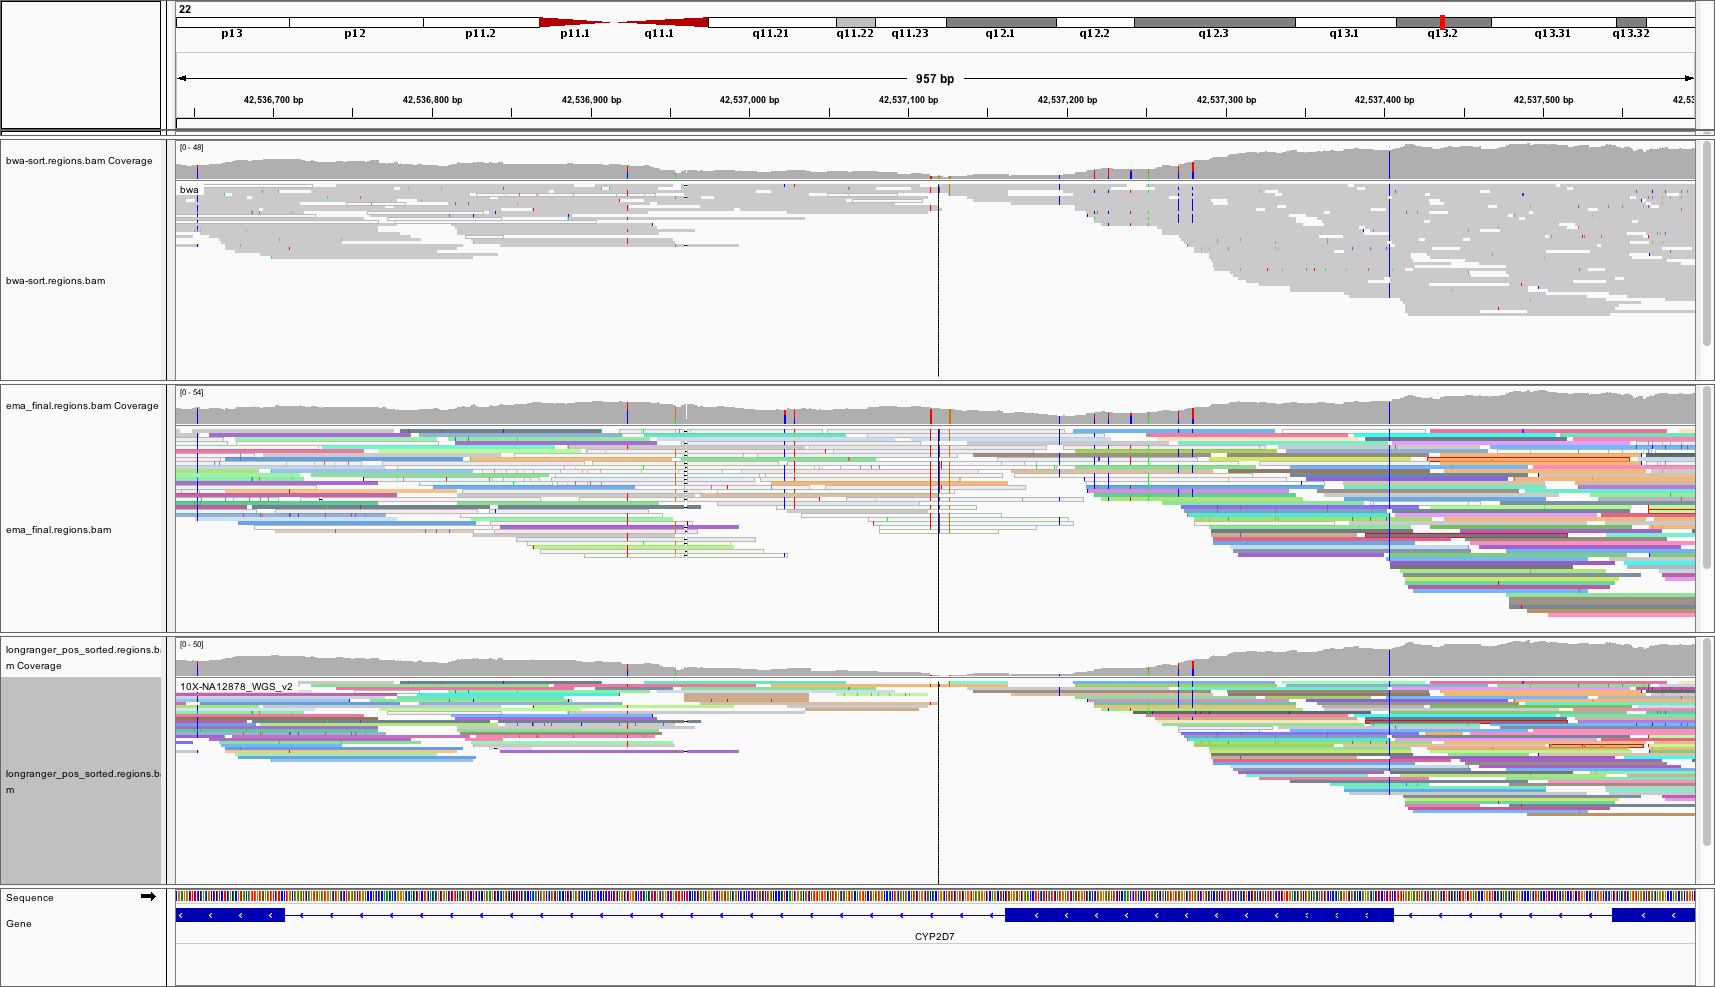 22
p13 p12 p11.2 p11.1 q11.1 q11.21 q11.22 q11.23 q12.1 q12.2 q12.3 q13.1 q13.2 q13.31 q13.32
957 bp
42,536,700 bp 42,536,800 bp 42,536,900 bp 42,537,000 bp 42,537,100 bp 42,537,200 bp 42,537,300 bp 42,537,400 bp 42,537,500 bp 42,53
[0 - 48]
bwa-sort.regions.bam Coverage
bwa
bwa-sort.regions.bam
[0 - 54]
ema_final.regions.bam Coverage
ema_final.regions.bam
[0 - 50]
longranger_pos_sorted.regions.ba
m Coverage
10X-NA12878_WGS_v2
longranger_pos_sorted.regions.ba
m
Sequence
Gene
CYP2D7